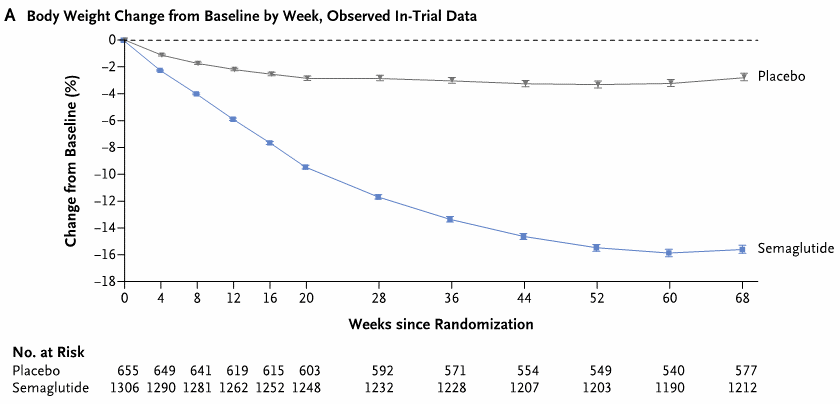 A Body Weight Change from Baseline by Week, Observed In-Trial Data
Change from Baseline (%)
0
−2
−4
−6
−8
−10
−12
−14
−16
−18
Placebo
Semaglutide
0 4 8 12 16 20 28 36 44 52 60 68
Weeks since Randomization
No. at Risk
Placebo 655 649 641 619 615 603 592 571 554 549 540 577
Semaglutide 1306 1290 1281 1262 1252 1248 1232 1228 1207 1203 1190 1212